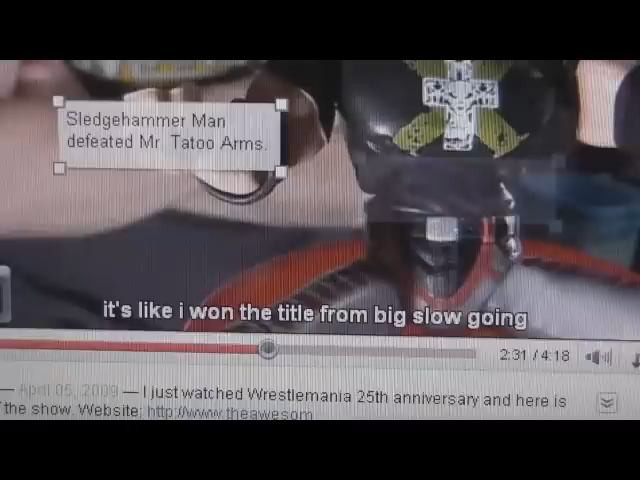 Sledgehammer Man
defeated Mr. Tatoo Arms.
it's like i won the title from big slow going
2:31 / 4:18
— April 05, 2009 — I just watched Wrestlemania 25th anniversary and here is
the show. Website: http://www.theawesom